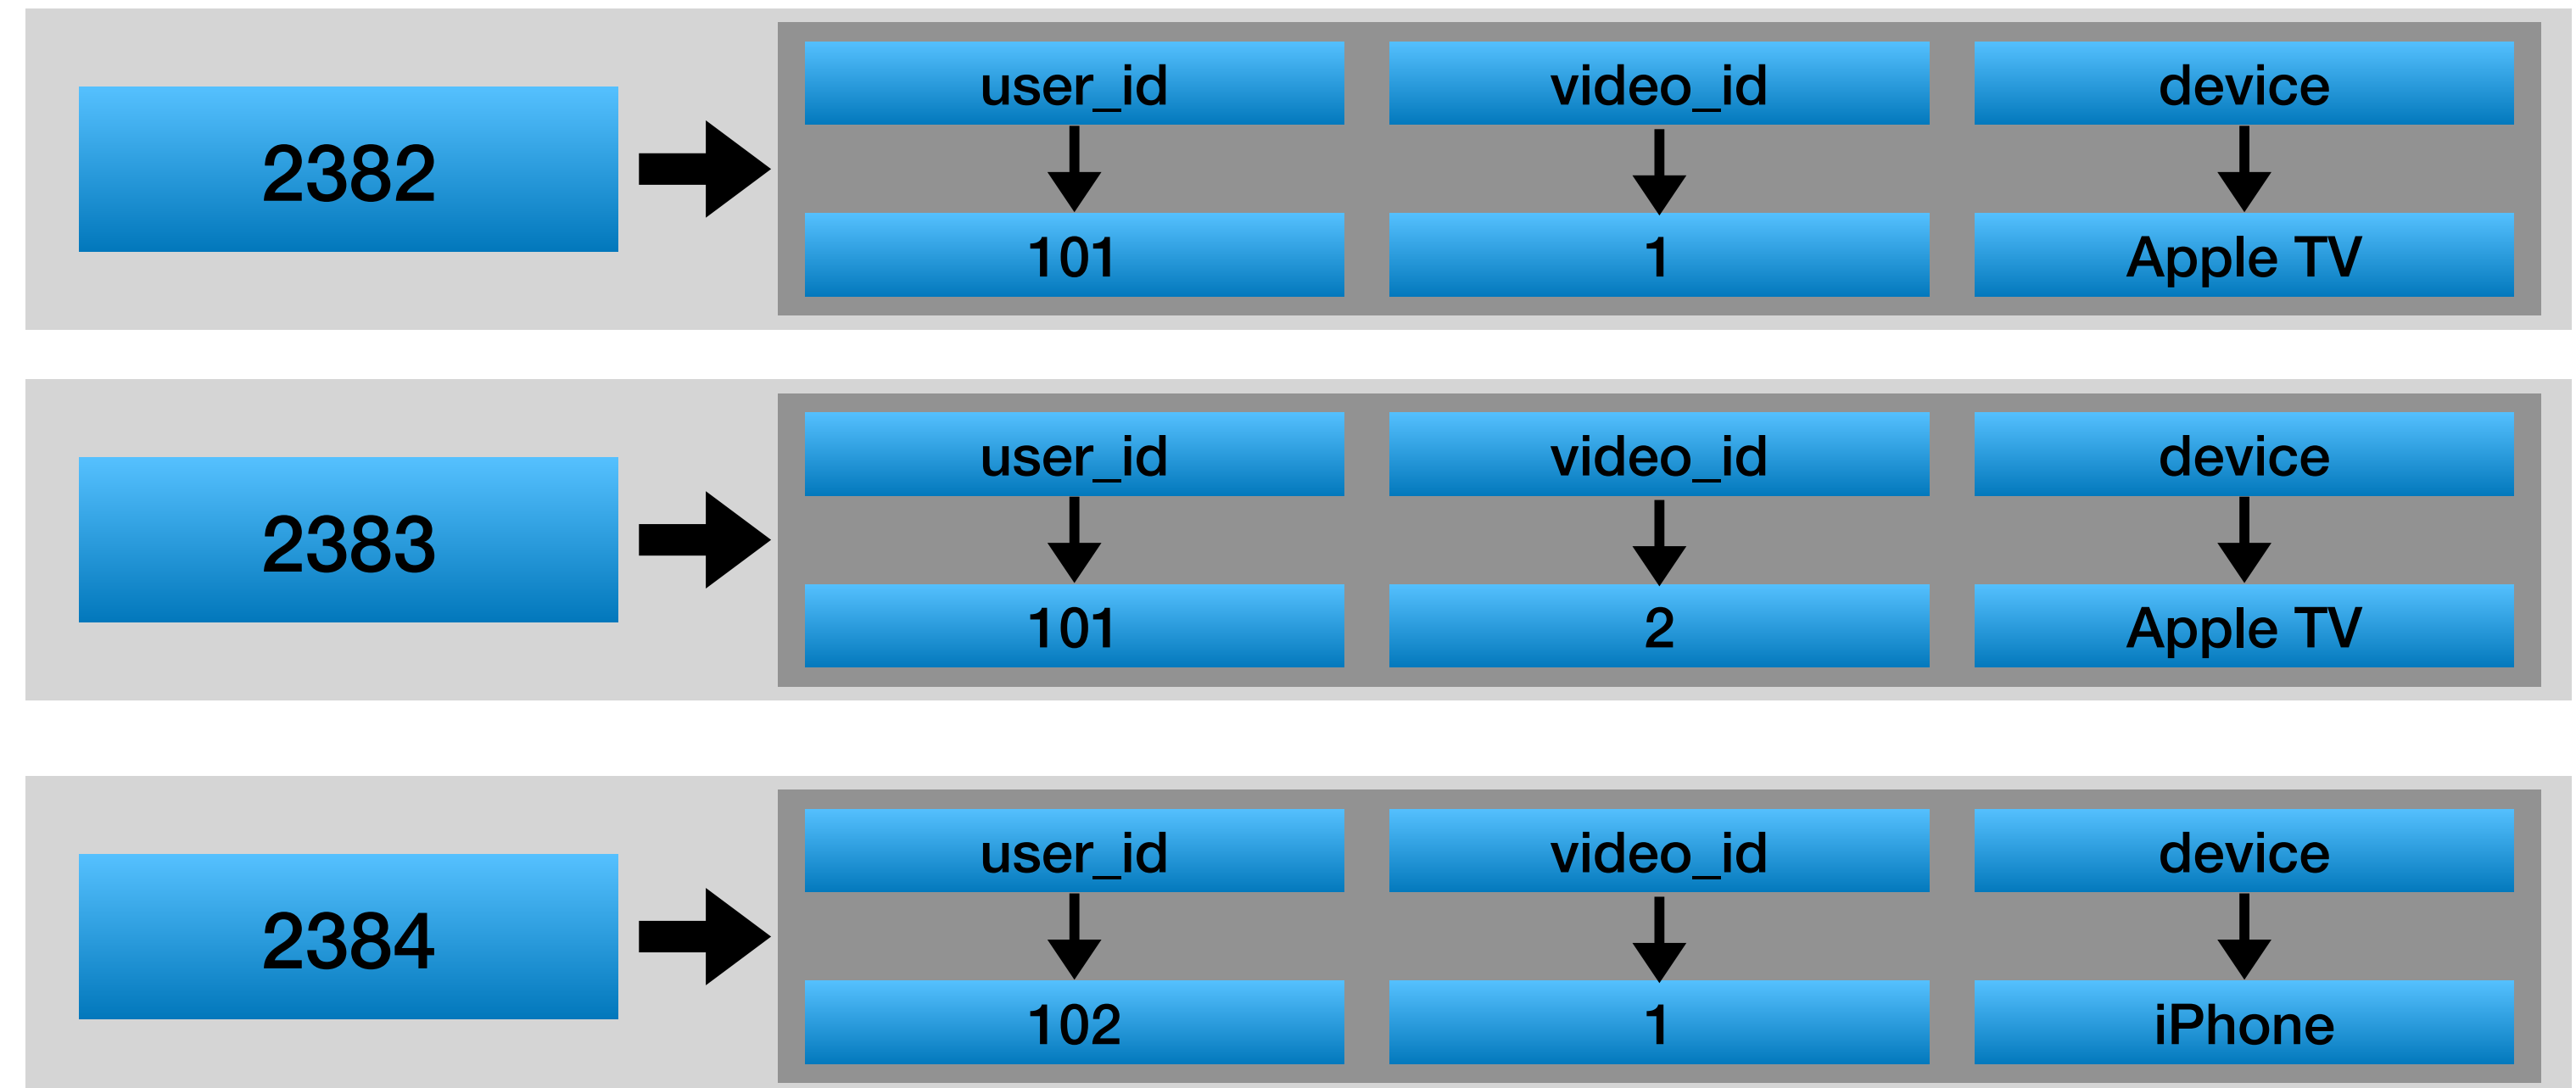 user_id video_id device
2382
101 1 Apple TV
user_id video_id device
2383
101 2 Apple TV
user_id video_id device
2384
102 1 iPhone